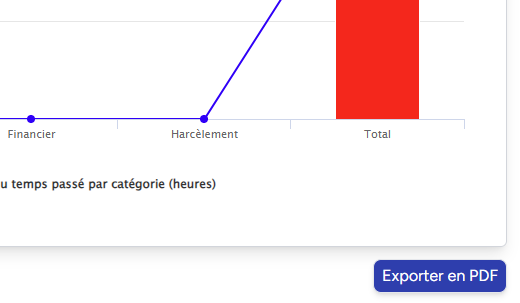 Financier Harcèlement Total
u temps passé par catégorie (heures)
Exporter en PDF